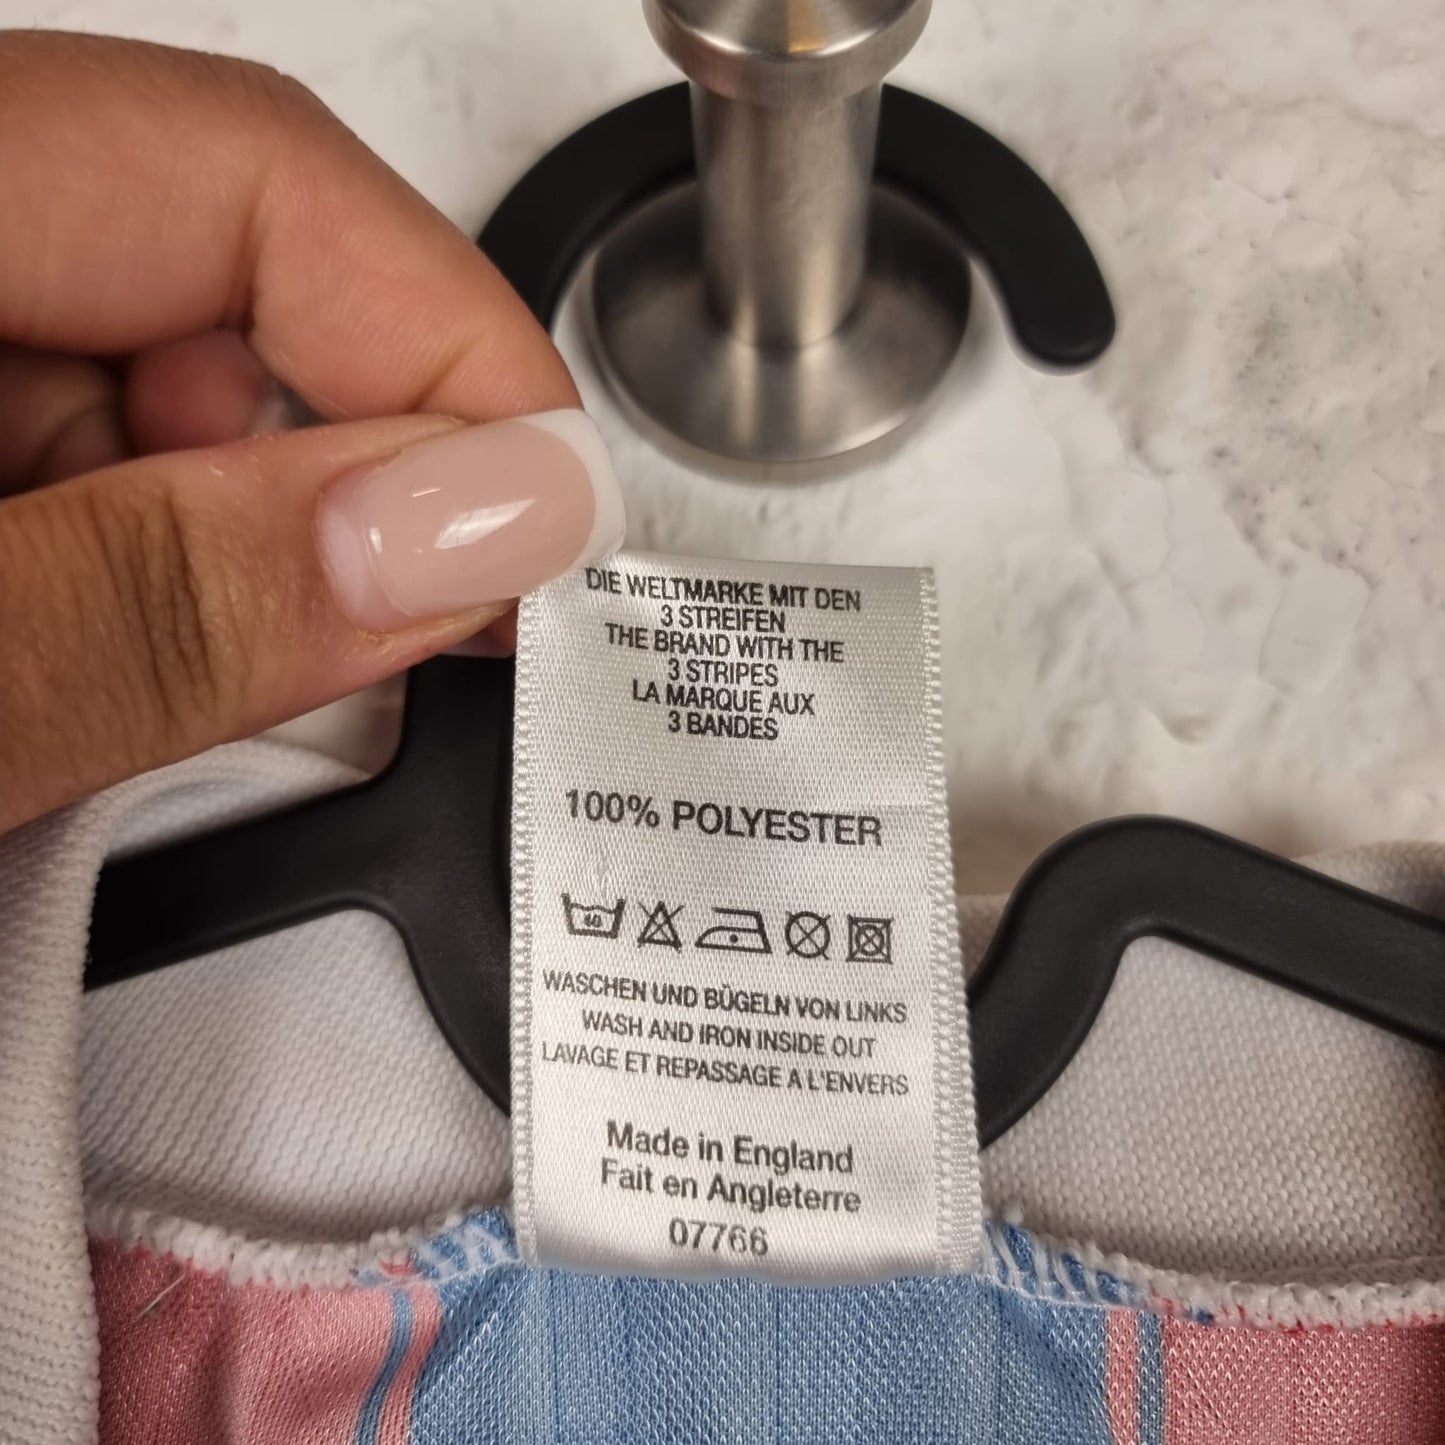 DIE WELTMARKE MIT DEN
3 STREIFEN
THE BRAND WITH THE
3 STRIPES
LA MARQUE AUX
3 BANDES
100% POLYESTER
40
WASCHEN UND BÜGELN VON LINKS
WASH AND IRON INSIDE OUT
LAVAGE ET REPASSAGE A L'ENVERS
Made in England
Fait en Angleterre
07766